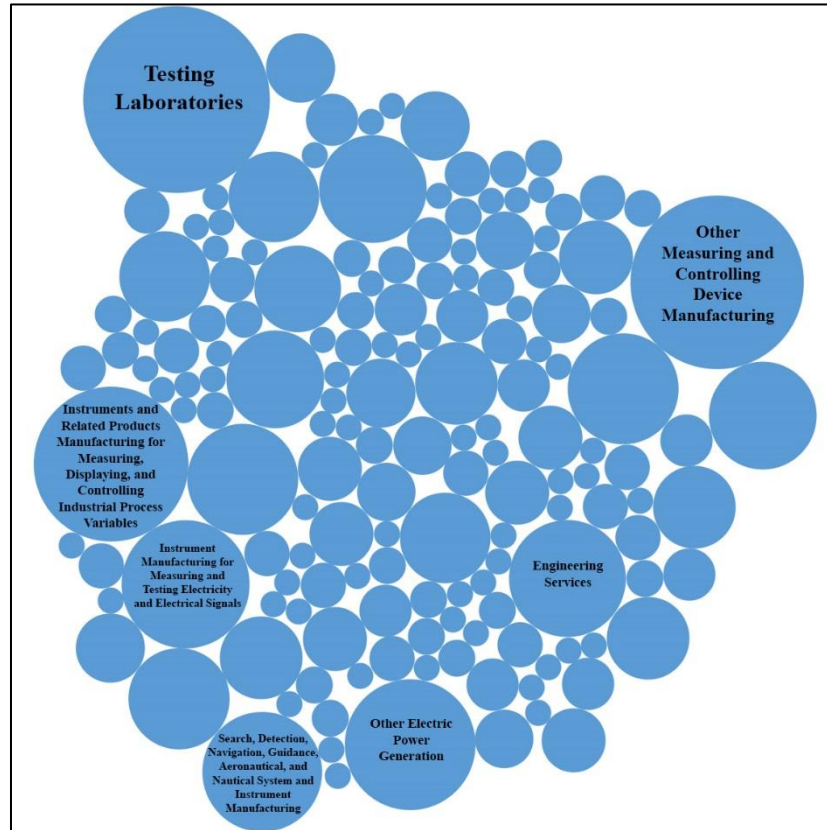 Testing
Laboratories
Other
Measuring and
Controlling
Device
Manufacturing
Instruments and
Related Products
Manufacturing for
Measuring,
Displaying, and
Controlling
Industrial Process
Variables
Instrument
Manufacturing for
Measuring and
Testing Electricity
and Electrical Signals
Engineering
Services
Other Electric
Power
Generation
Search, Detection,
Navigation, Guidance,
Aeronautical, and
Nautical System and
Instrument
Manufacturing